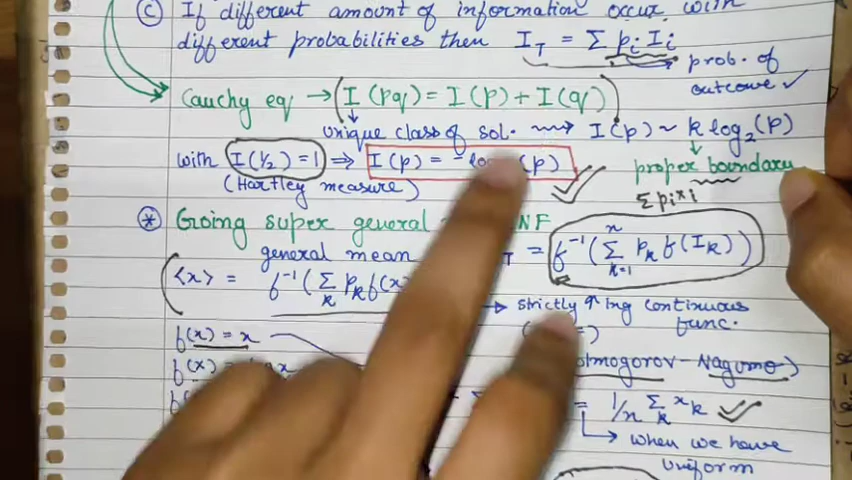 (C) If different amount of information occur with
different probabilities then I_T = Σ p_i I_i
prob. of
outcome ✓
Cauchy eq → (I(pq) = I(p) + I(q))
unique class of sol. ⇝ I(p) ~ k log₂(p)
with I(1/2) = 1 ⇒ I(p) = - (p)
proper boundary
(Hartley measure)
Σ p_i x_i
Going super general NF
general mean = f⁻¹(Σ_{k=1}^{n} p_k f(I_k))
⟨x⟩ = f⁻¹(Σ_k p_k f(x
→ strictly ↑ing continuous
func.
f(x) = x
Kolmogorov-Nagumo)
f(x) =
= 1/n Σ_k x_k ✓
→ when we have
uniform